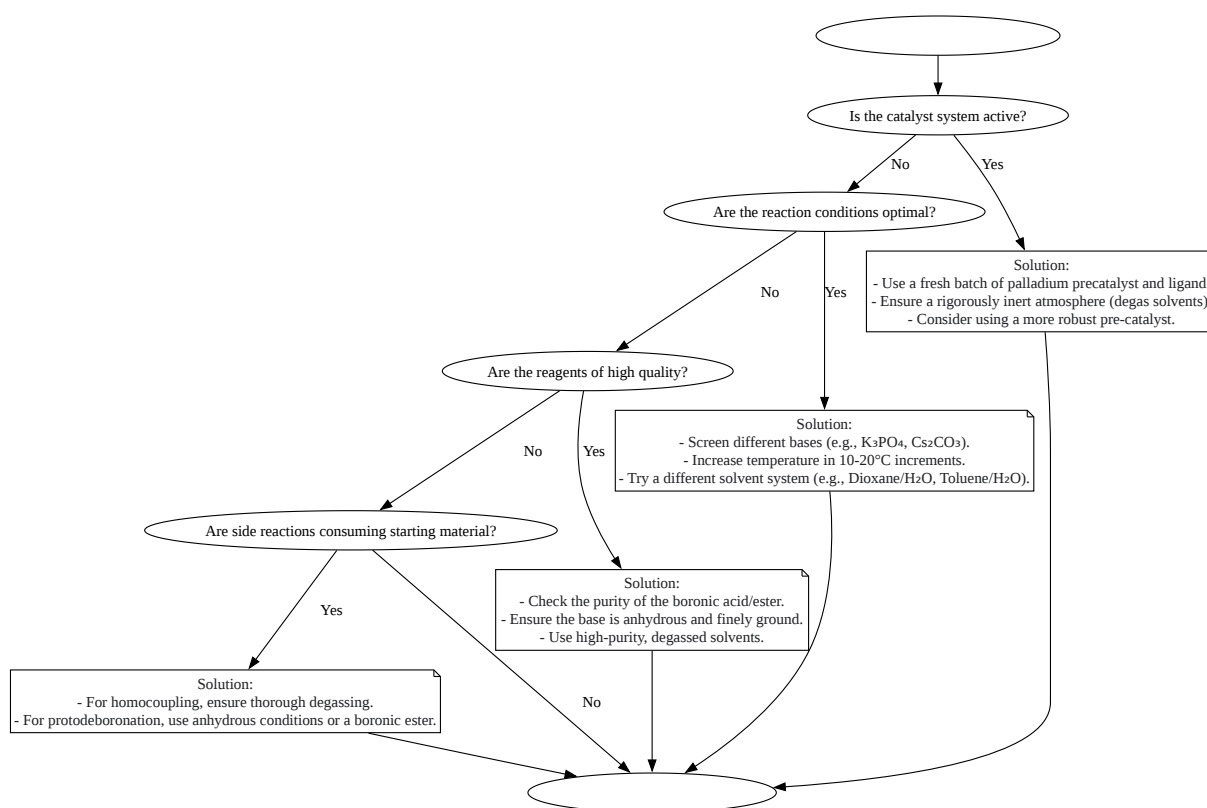 Is the catalyst system active?
No
Yes
Are the reaction conditions optimal?
Solution:
- Use a fresh batch of palladium precatalyst and ligand
- Ensure a rigorously inert atmosphere (degas solvents)
- Consider using a more robust pre-catalyst.
No
Yes
Are the reagents of high quality?
Solution:
- Screen different bases (e.g., K₃PO₄, Cs₂CO₃).
- Increase temperature in 10-20°C increments.
- Try a different solvent system (e.g., Dioxane/H₂O, Toluene/H₂O).
No
Yes
Are side reactions consuming starting material?
Solution:
- Check the purity of the boronic acid/ester.
- Ensure the base is anhydrous and finely ground.
- Use high-purity, degassed solvents.
Yes
Solution:
- For homocoupling, ensure thorough degassing.
- For protodeboronation, use anhydrous conditions or a boronic ester.
No